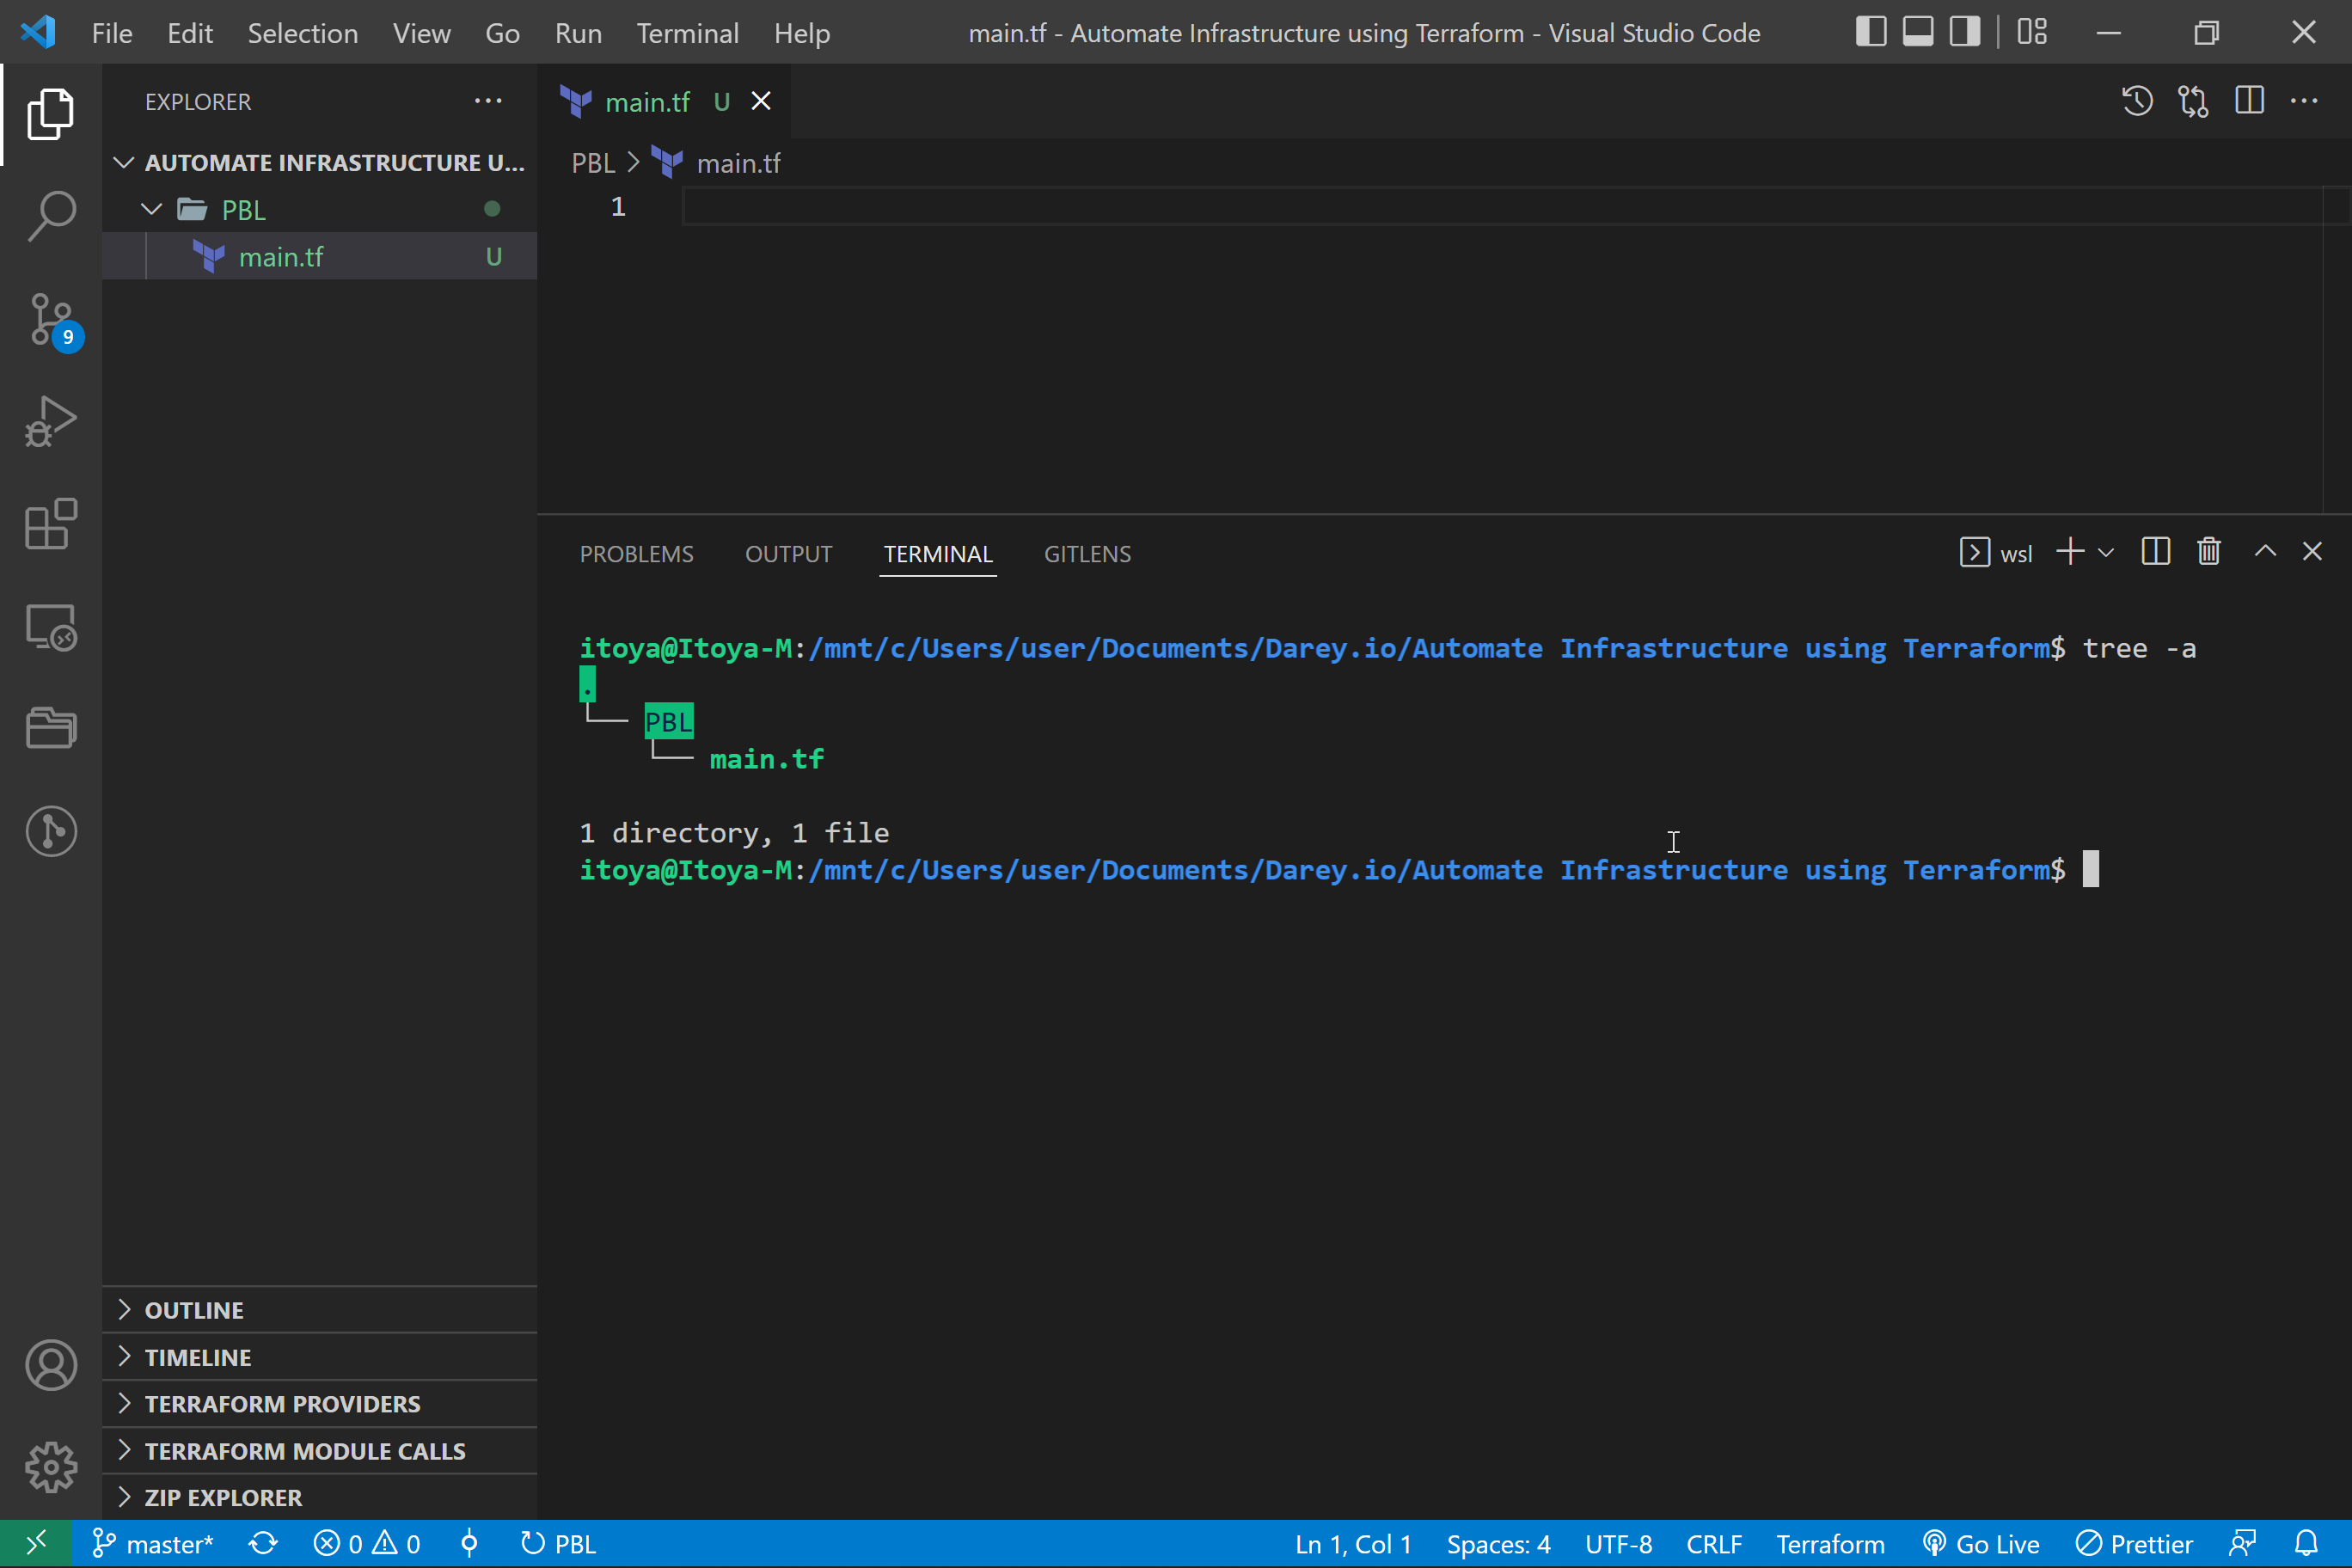 File Edit Selection View Go Run Terminal Help main.tf - Automate Infrastructure using Terraform - Visual Studio Code
EXPLORER
AUTOMATE INFRASTRUCTURE U...
PBL
main.tf U
9
main.tf U
PBL > main.tf
1
PROBLEMS OUTPUT TERMINAL GITLENS
wsl
itoya@Itoya-M:/mnt/c/Users/user/Documents/Darey.io/Automate Infrastructure using Terraform$ tree -a
.
└── PBL
    └── main.tf
1 directory, 1 file
itoya@Itoya-M:/mnt/c/Users/user/Documents/Darey.io/Automate Infrastructure using Terraform$
OUTLINE
TIMELINE
TERRAFORM PROVIDERS
TERRAFORM MODULE CALLS
ZIP EXPLORER
master* 0 0 PBL Ln 1, Col 1 Spaces: 4 UTF-8 CRLF Terraform Go Live Prettier